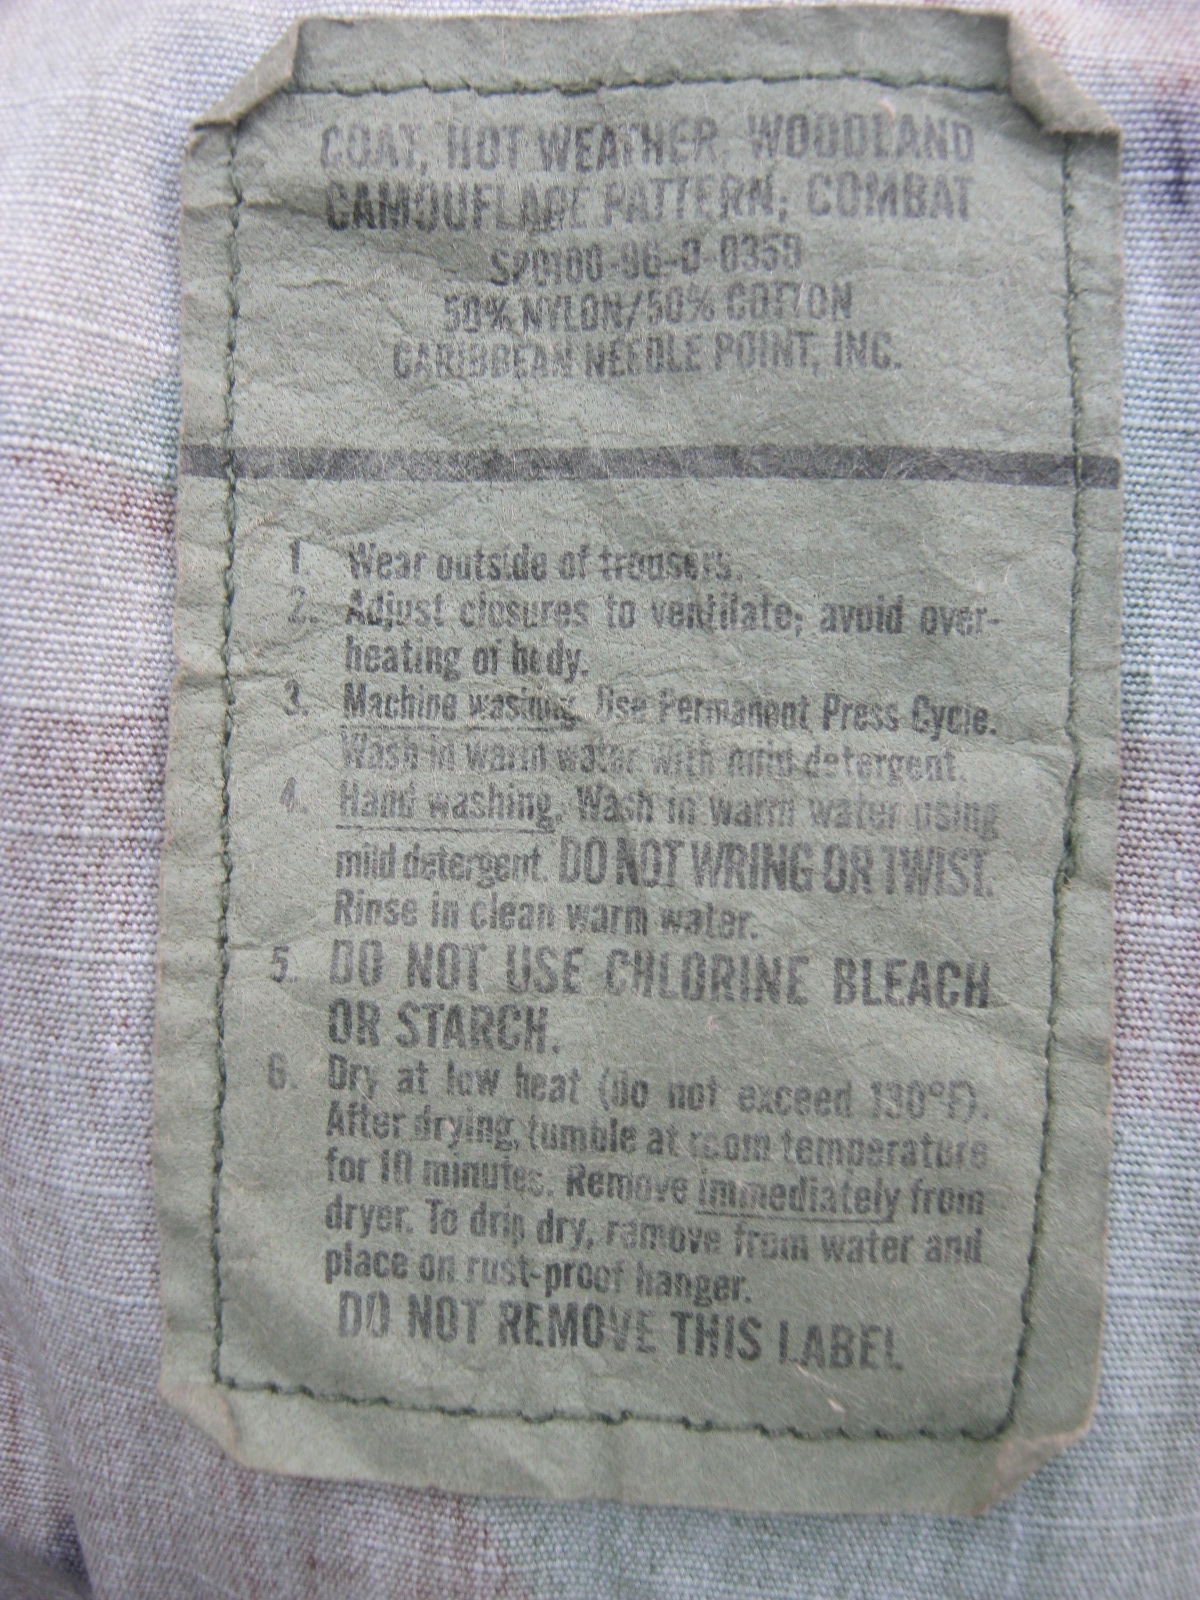 COAT, HOT WEATHER, WOODLAND
CAMOUFLAGE PATTERN, COMBAT
SPO100-96-D-0359
50% NYLON/50% COTTON
CARIBBEAN NEEDLE POINT, INC.
1. Wear outside of trousers.
2. Adjust closures to ventilate; avoid over-
heating of body.
3. Machine washing. Use Permanent Press Cycle.
Wash in warm water with mild detergent.
4. Hand washing. Wash in warm water using
mild detergent. DO NOT WRING OR TWIST.
Rinse in clean warm water.
5. DO NOT USE CHLORINE BLEACH
OR STARCH.
6. Dry at low heat (do not exceed 130°F).
After drying, tumble at room temperature
for 10 minutes. Remove immediately from
dryer. To drip dry, remove from water and
place on rust-proof hanger.
DO NOT REMOVE THIS LABEL